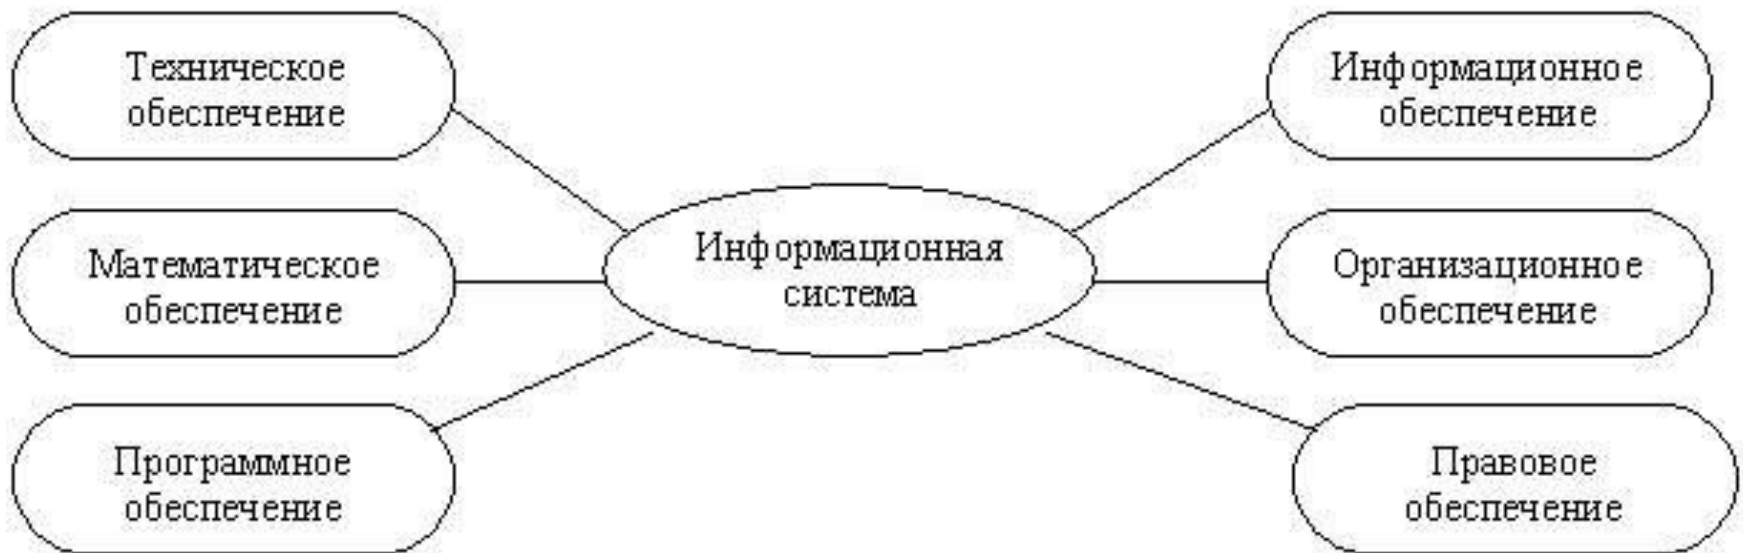 Техническое
обеспечение
Математическое
обеспечение
Программное
обеспечение
Информационная
система
Информационное
обеспечение
Организационное
обеспечение
Правовое
обеспечение